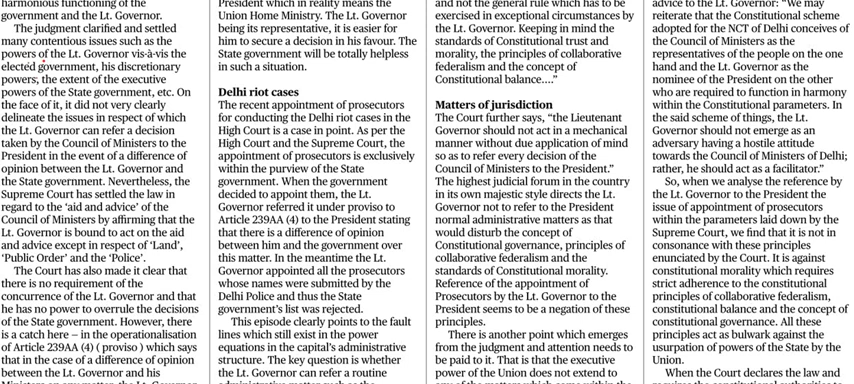 harmonious functioning of the
government and the Lt. Governor.
The judgment clarified and settled
many contentious issues such as the
powers of the Lt. Governor vis-à-vis the
elected government, his discretionary
powers, the extent of the executive
powers of the State government, etc. On
the face of it, it did not very clearly
delineate the issues in respect of which
the Lt. Governor can refer a decision
taken by the Council of Ministers to the
President in the event of a difference of
opinion between the Lt. Governor and
the State government. Nevertheless, the
Supreme Court has settled the law in
regard to the ‘aid and advice’ of the
Council of Ministers by affirming that the
Lt. Governor is bound to act on the aid
and advice except in respect of ‘Land’,
‘Public Order’ and the ‘Police’.
The Court has also made it clear that
there is no requirement of the
concurrence of the Lt. Governor and that
he has no power to overrule the decisions
of the State government. However, there
is a catch here – in the operationalisation
of Article 239AA (4) ( proviso ) which says
that in the case of a difference of opinion
between the Lt. Governor and his
President which in reality means the
Union Home Ministry. The Lt. Governor
being its representative, it is easier for
him to secure a decision in his favour. The
State government will be totally helpless
in such a situation.
Delhi riot cases
The recent appointment of prosecutors
for conducting the Delhi riot cases in the
High Court is a case in point. As per the
High Court and the Supreme Court, the
appointment of prosecutors is exclusively
within the purview of the State
government. When the government
decided to appoint them, the Lt.
Governor referred it under proviso to
Article 239AA (4) to the President stating
that there is a difference of opinion
between him and the government over
this matter. In the meantime the Lt.
Governor appointed all the prosecutors
whose names were submitted by the
Delhi Police and thus the State
government’s list was rejected.
This episode clearly points to the fault
lines which still exist in the power
equations in the capital’s administrative
structure. The key question is whether
the Lt. Governor can refer a routine
and not the general rule which has to be
exercised in exceptional circumstances by
the Lt. Governor. Keeping in mind the
standards of Constitutional trust and
morality, the principles of collaborative
federalism and the concept of
Constitutional balance....”
Matters of jurisdiction
The Court further says, “the Lieutenant
Governor should not act in a mechanical
manner without due application of mind
so as to refer every decision of the
Council of Ministers to the President.”
The highest judicial forum in the country
in its own majestic style directs the Lt.
Governor not to refer to the President
normal administrative matters as that
would disturb the concept of
Constitutional governance, principles of
collaborative federalism and the
standards of Constitutional morality.
Reference of the appointment of
Prosecutors by the Lt. Governor to the
President seems to be a negation of these
principles.
There is another point which emerges
from the judgment and attention needs to
be paid to it. That is that the executive
power of the Union does not extend to
advice to the Lt. Governor: “We may
reiterate that the Constitutional scheme
adopted for the NCT of Delhi conceives of
the Council of Ministers as the
representatives of the people on the one
hand and the Lt. Governor as the
nominee of the President on the other
who are required to function in harmony
within the Constitutional parameters. In
the said scheme of things, the Lt.
Governor should not emerge as an
adversary having a hostile attitude
towards the Council of Ministers of Delhi;
rather, he should act as a facilitator.”
So, when we analyse the reference by
the Lt. Governor to the President the
issue of appointment of prosecutors
within the parameters laid down by the
Supreme Court, we find that it is not in
consonance with these principles
enunciated by the Court. It is against
constitutional morality which requires
strict adherence to the constitutional
principles of collaborative federalism,
constitutional balance and the concept of
constitutional governance. All these
principles act as bulwark against the
usurpation of powers of the State by the
Union.
When the Court declares the law and